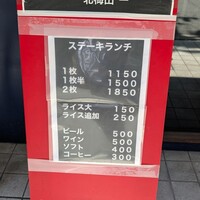 北梅田
ステーキランチ
1枚 1150
1枚半 1500
2枚 1850
ライス大 150
ライス追加 250
ビール 500
ワイン 500
ソフト 400
コーヒー 300